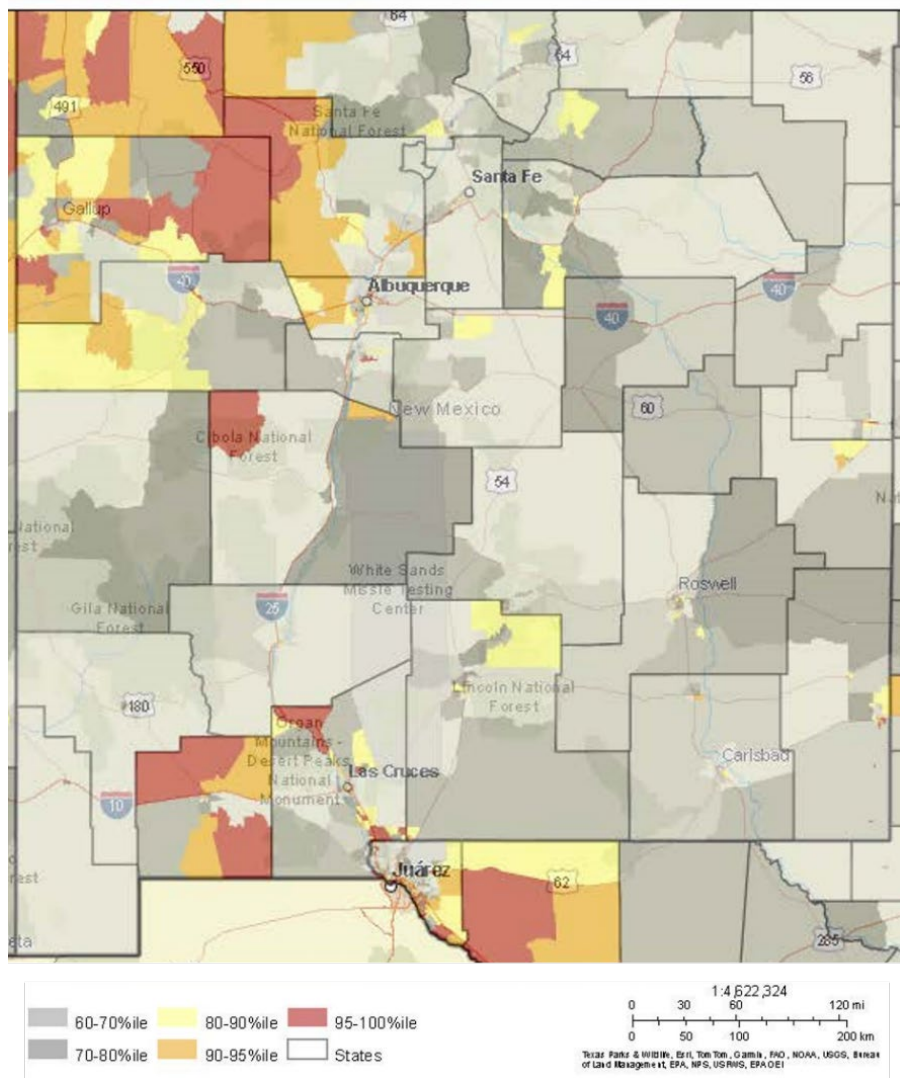 64
550
64
56
491
Santa Fe
National Forest
Santa Fe
Gallup
40
Albuquerque
40
40
60
New Mexico
Cibola National
Forest
54
National
rest
White Sands
Missle Testing
Center
Roswell
25
Gila National
Forest
Lincoln National
Forest
180
Organ
Mountains -
Desert Peaks
National
Monument
Carlsbad
Las Cruces
10
Juárez
62
rest
eta
285
60-70%ile
80-90%ile
95-100%ile
70-80%ile
90-95%ile
States
1:4,622,324
0 30 60 120 mi
0 50 100 200 km
Texas Parks & Wildlife, Esri, TomTom, Garmin, FAO, NOAA, USGS, Bureau
of Land Management, EPA, NPS, USFWS, EPA OEI